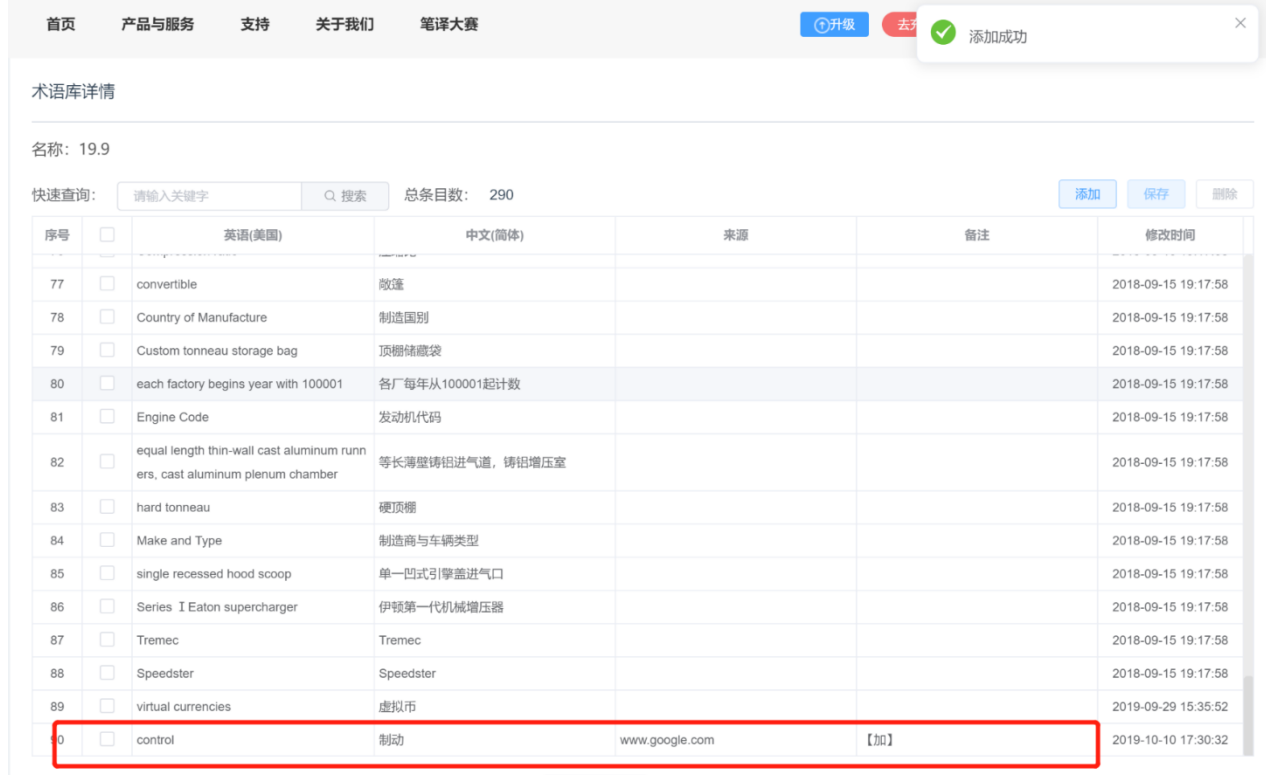 首页 产品与服务 支持 关于我们 笔译大赛 升级 去 添加成功
术语库详情
名称：19.9
快速查询： 请输入关键字 搜索 总条目数： 290 添加 保存 删除
序号 英语(美国) 中文(简体) 来源 备注 修改时间
77 convertible 敞篷 2018-09-15 19:17:58
78 Country of Manufacture 制造国别 2018-09-15 19:17:58
79 Custom tonneau storage bag 顶棚储藏袋 2018-09-15 19:17:58
80 each factory begins year with 100001 各厂每年从100001起计数 2018-09-15 19:17:58
81 Engine Code 发动机代码 2018-09-15 19:17:58
82 equal length thin-wall cast aluminum runn
ers, cast aluminum plenum chamber 等长薄壁铸铝进气道，铸铝增压室 2018-09-15 19:17:58
83 hard tonneau 硬顶棚 2018-09-15 19:17:58
84 Make and Type 制造商与车辆类型 2018-09-15 19:17:58
85 single recessed hood scoop 单一凹式引擎盖进气口 2018-09-15 19:17:58
86 Series Ⅰ Eaton supercharger 伊顿第一代机械增压器 2018-09-15 19:17:58
87 Tremec Tremec 2018-09-15 19:17:58
88 Speedster Speedster 2018-09-15 19:17:58
89 virtual currencies 虚拟币 2019-09-29 15:35:52
90 control 制动 www.google.com 【加】 2019-10-10 17:30:32